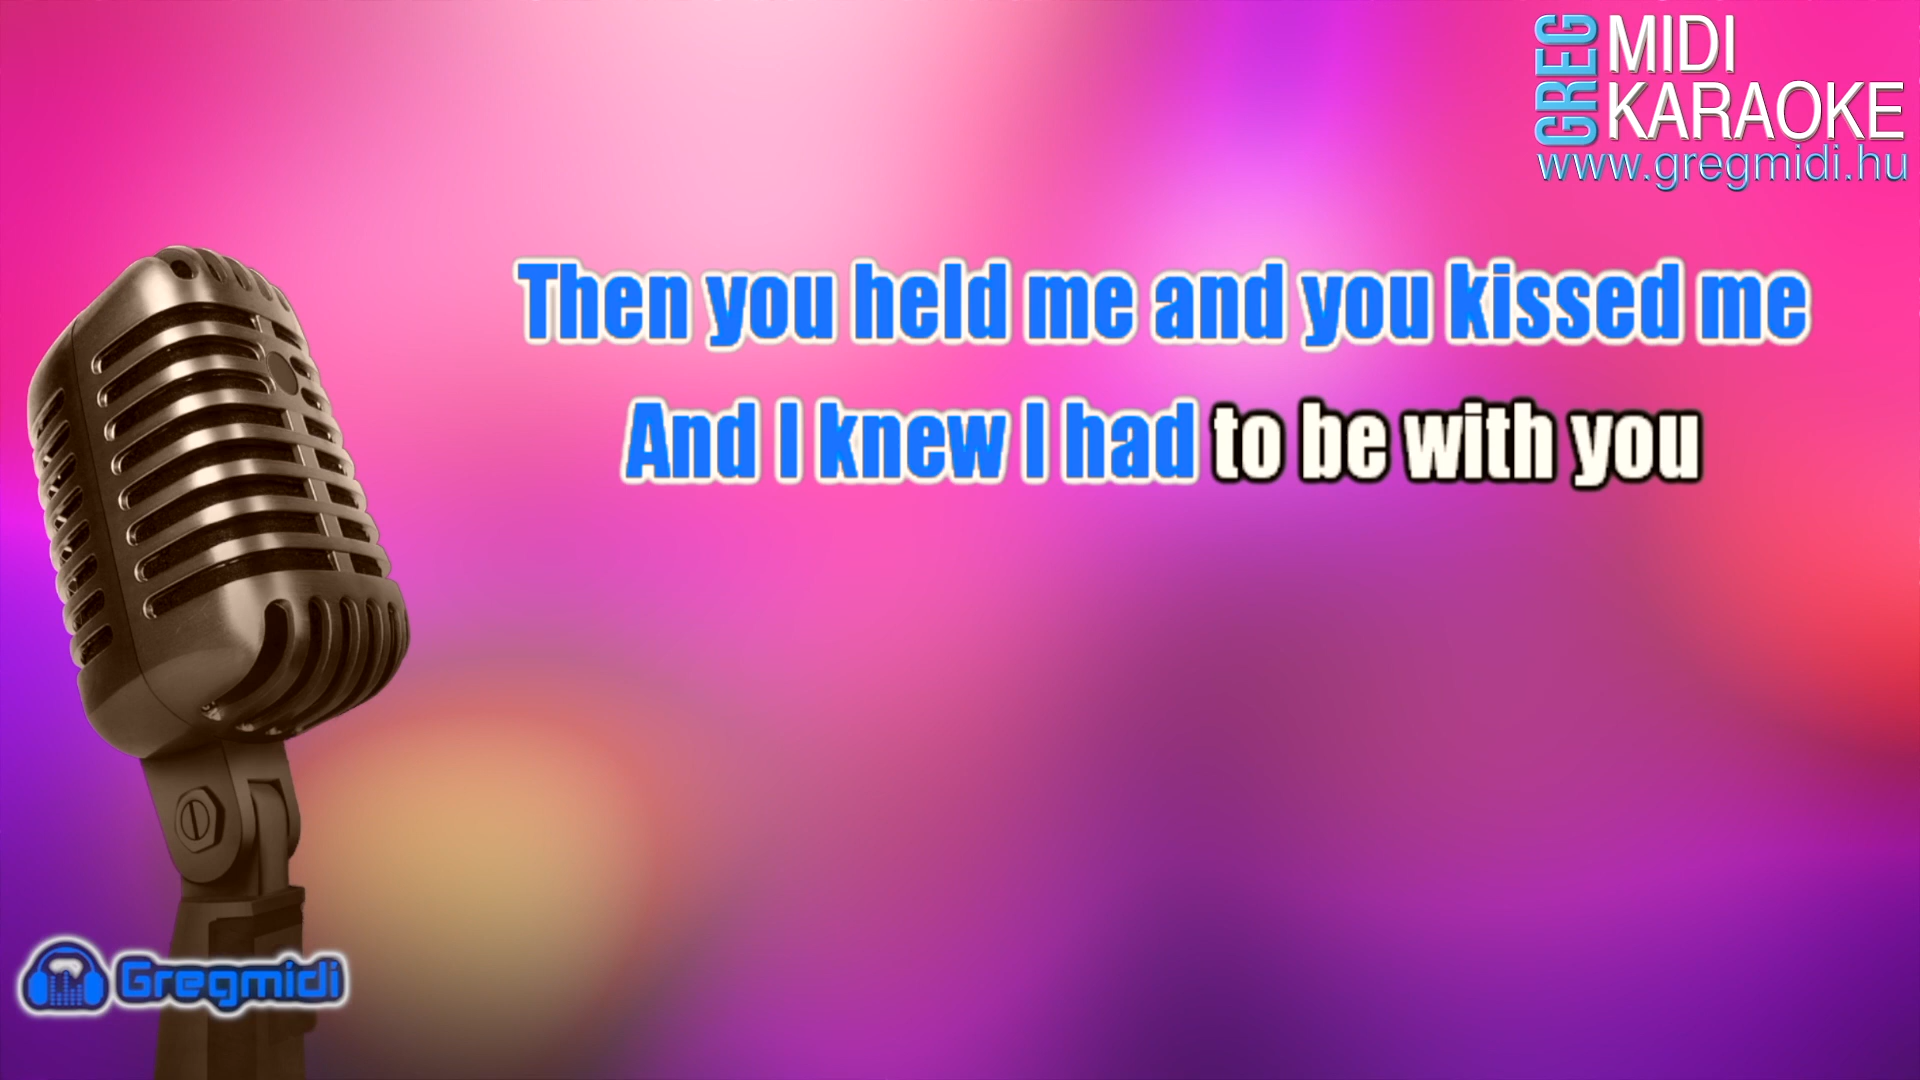 GREG MIDI KARAOKE
www.gregmidi.hu
Then you held me and you kissed me
And I knew I had to be with you
Gregmidi